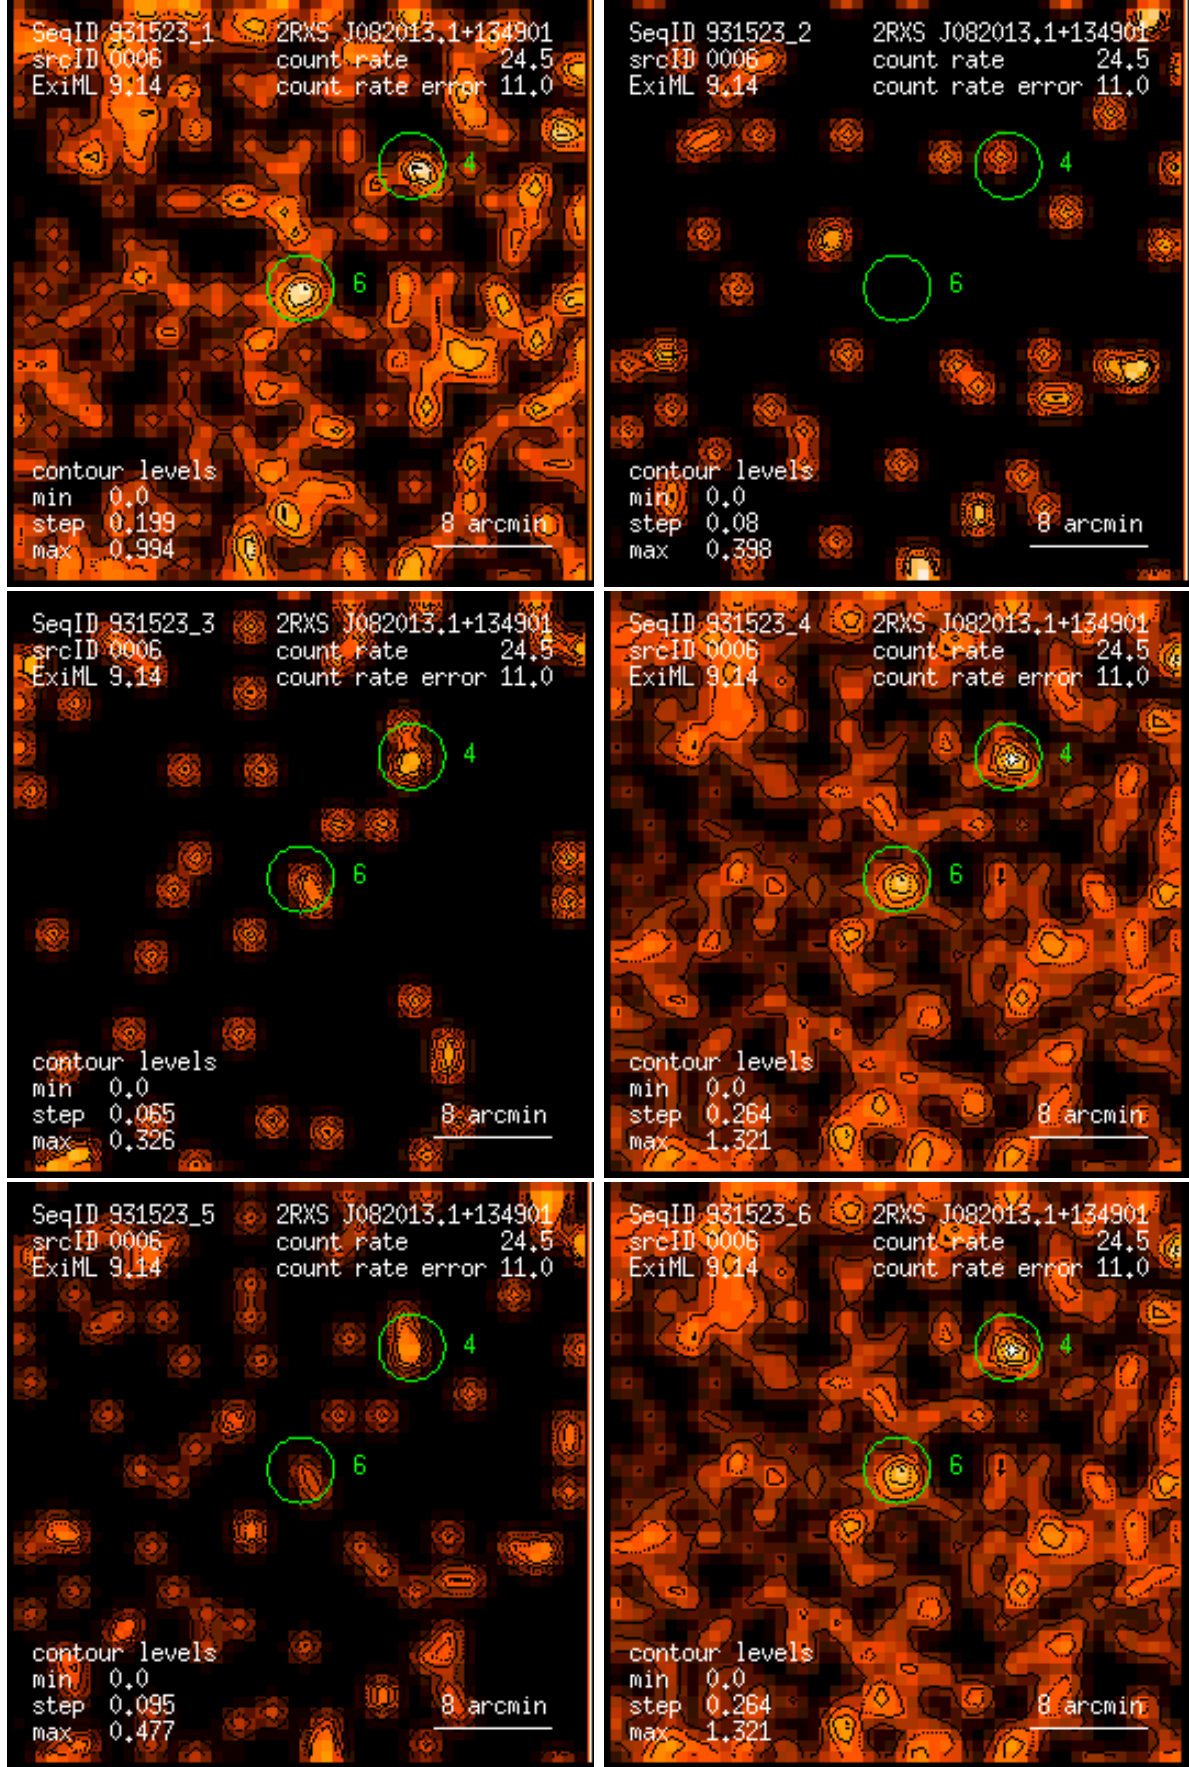 SeqID 931523_1 2RXS J082013.1+134901
srcID 0006 count rate 24.5
ExiML 9.14 count rate error 11.0
4
6
contour levels
min 0.0
step 0.199 8 arcmin
max 0.994
SeqID 931523_2 2RXS J082013.1+134901
srcID 0006 count rate 24.5
ExiML 9.14 count rate error 11.0
4
6
contour levels
min 0.0
step 0.08 8 arcmin
max 0.398
SeqID 931523_3 2RXS J082013.1+134901
srcID 0006 count rate 24.5
ExiML 9.14 count rate error 11.0
4
6
contour levels
min 0.0
step 0.065 8 arcmin
max 0.326
SeqID 931523_4 2RXS J082013.1+134901
srcID 0006 count rate 24.5
ExiML 9.14 count rate error 11.0
4
6
contour levels
min 0.0
step 0.264 8 arcmin
max 1.321
SeqID 931523_5 2RXS J082013.1+134901
srcID 0006 count rate 24.5
ExiML 9.14 count rate error 11.0
4
6
contour levels
min 0.0
step 0.095 8 arcmin
max 0.477
SeqID 931523_6 2RXS J082013.1+134901
srcID 0006 count rate 24.5
ExiML 9.14 count rate error 11.0
4
6
contour levels
min 0.0
step 0.264 8 arcmin
max 1.321